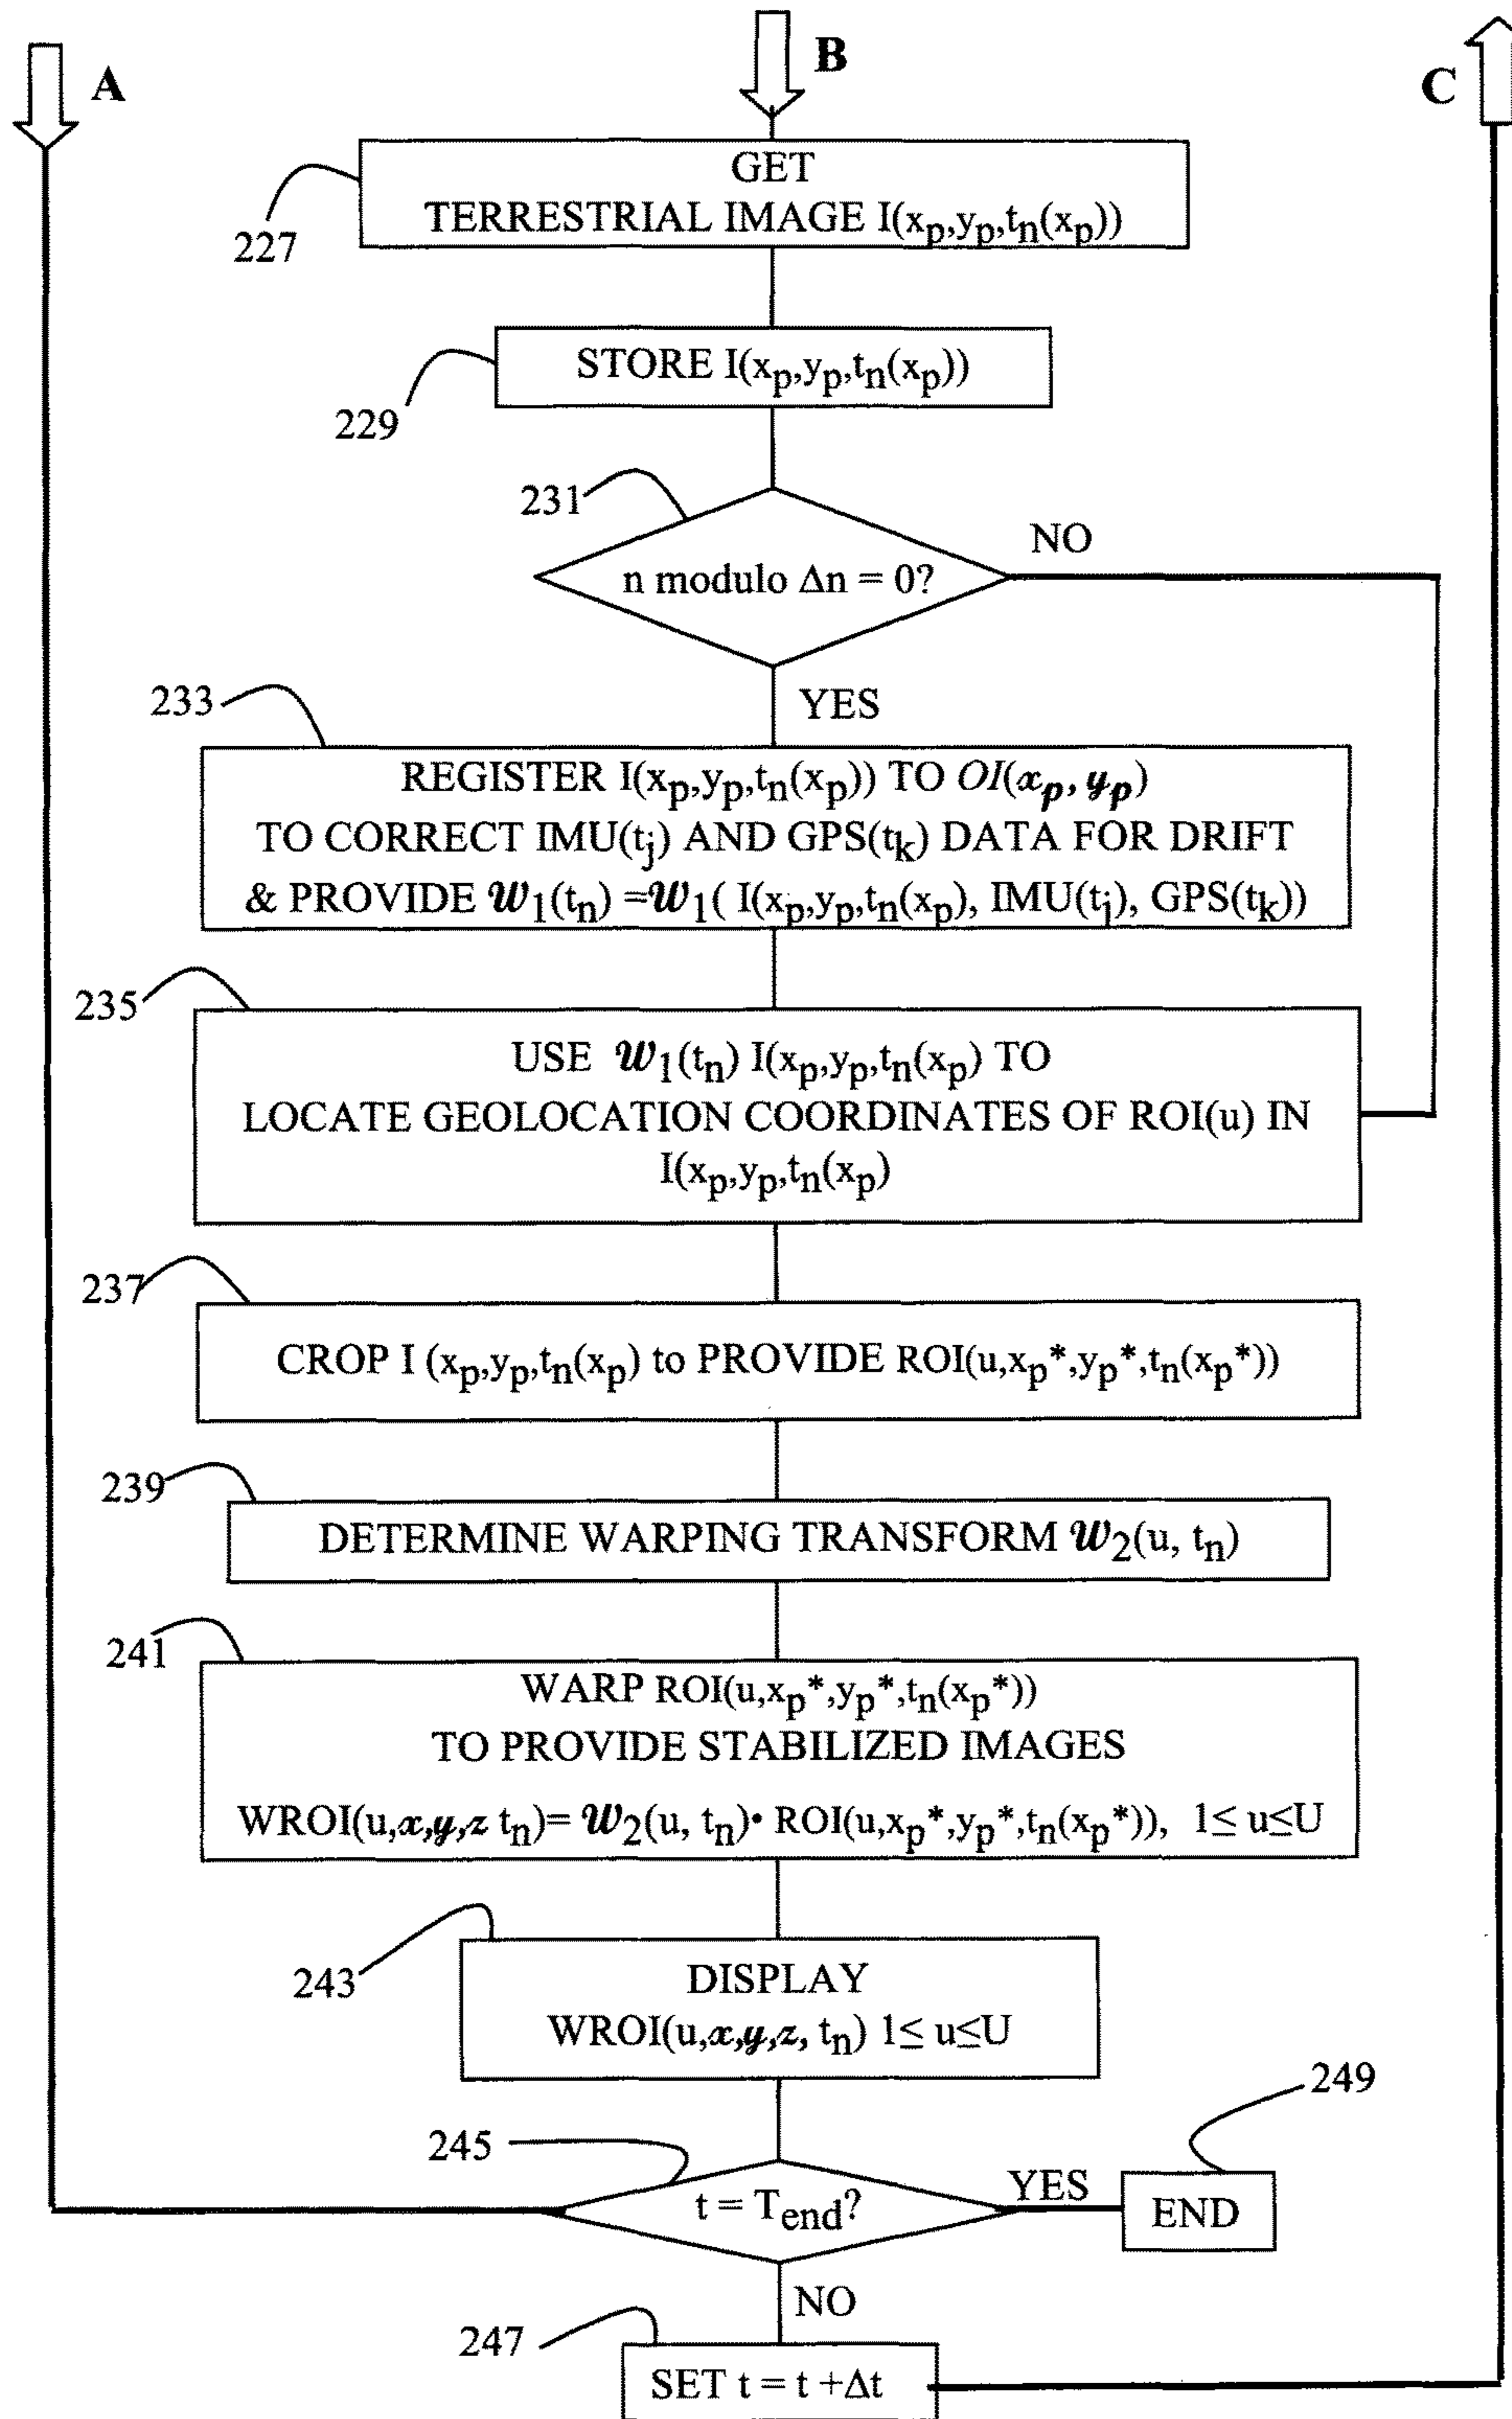 A
B
C
GET
TERRESTRIAL IMAGE I(xp,yp,tn(xp))
227
STORE I(xp,yp,tn(xp))
229
231
n modulo Δn = 0?
NO
YES
233
REGISTER I(xp,yp,tn(xp)) TO OI(𝓍p, 𝓎p)
TO CORRECT IMU(tj) AND GPS(tk) DATA FOR DRIFT
& PROVIDE 𝓦1(tn) =𝓦1( I(xp,yp,tn(xp), IMU(tj), GPS(tk))
235
USE 𝓦1(tn) I(xp,yp,tn(xp) TO
LOCATE GEOLOCATION COORDINATES OF ROI(u) IN
I(xp,yp,tn(xp)
237
CROP I (xp,yp,tn(xp) to PROVIDE ROI(u,xp*,yp*,tn(xp*))
239
DETERMINE WARPING TRANSFORM 𝓦2(u, tn)
241
WARP ROI(u,xp*,yp*,tn(xp*))
TO PROVIDE STABILIZED IMAGES
WROI(u,𝓍,𝓎,𝓏 tn)= 𝓦2(u, tn)• ROI(u,xp*,yp*,tn(xp*)), 1≤ u≤U
243
DISPLAY
WROI(u,𝓍,𝓎,𝓏, tn) 1≤ u≤U
245
t = Tend?
YES
249
END
NO
247
SET t = t +Δt